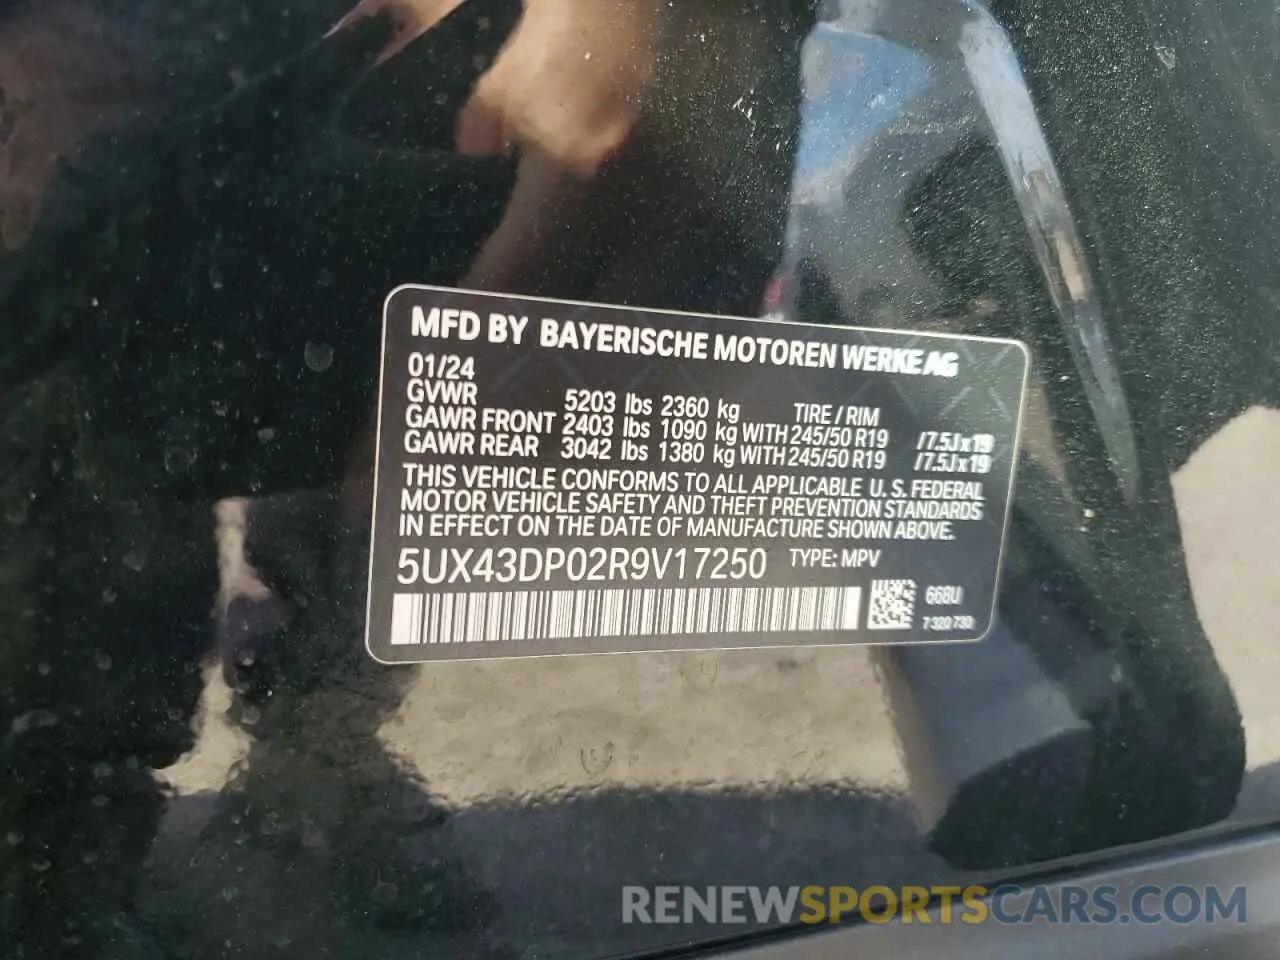 MFD BY BAYERISCHE MOTOREN WERKE AG
01/24
GVWR 5203 lbs 2360 kg TIRE / RIM
GAWR FRONT 2403 lbs 1090 kg WITH 245/50 R19 /7.5Jx19
GAWR REAR 3042 lbs 1380 kg WITH 245/50 R19 /7.5Jx19
THIS VEHICLE CONFORMS TO ALL APPLICABLE U. S. FEDERAL
MOTOR VEHICLE SAFETY AND THEFT PREVENTION STANDARDS
IN EFFECT ON THE DATE OF MANUFACTURE SHOWN ABOVE.
5UX43DP02R9V17250 TYPE: MPV
668U
7 320 730
RENEWSPORTSCARS.COM